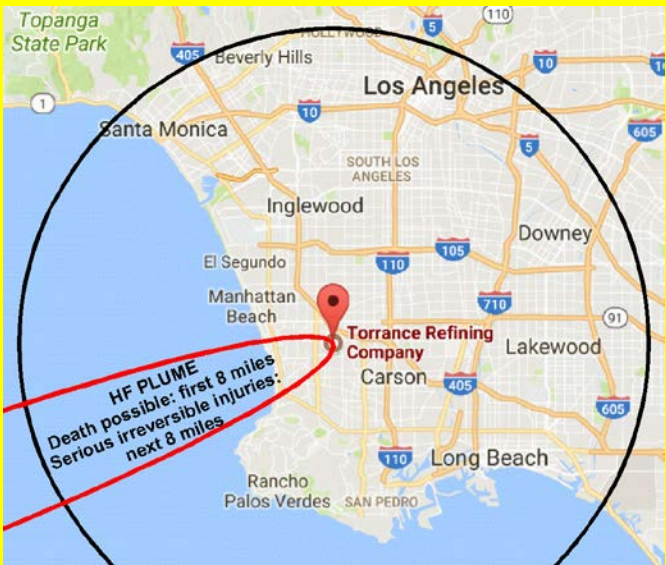 Topanga
State Park
110
5
405
HOLLYWOOD
Beverly Hills
10
10
Los Angeles
1
Santa Monica
10
605
5
SOUTH LOS
ANGELES
Inglewood
Downey
El Segundo
110
105
710
Manhattan
Beach
91
Torrance Refining
Company
Lakewood
HF PLUME
Death possible: first 8 miles
Serious irreversible injuries:
next 8 miles
Carson
405
605
110
Long Beach
Rancho
Palos Verdes
SAN PEDRO